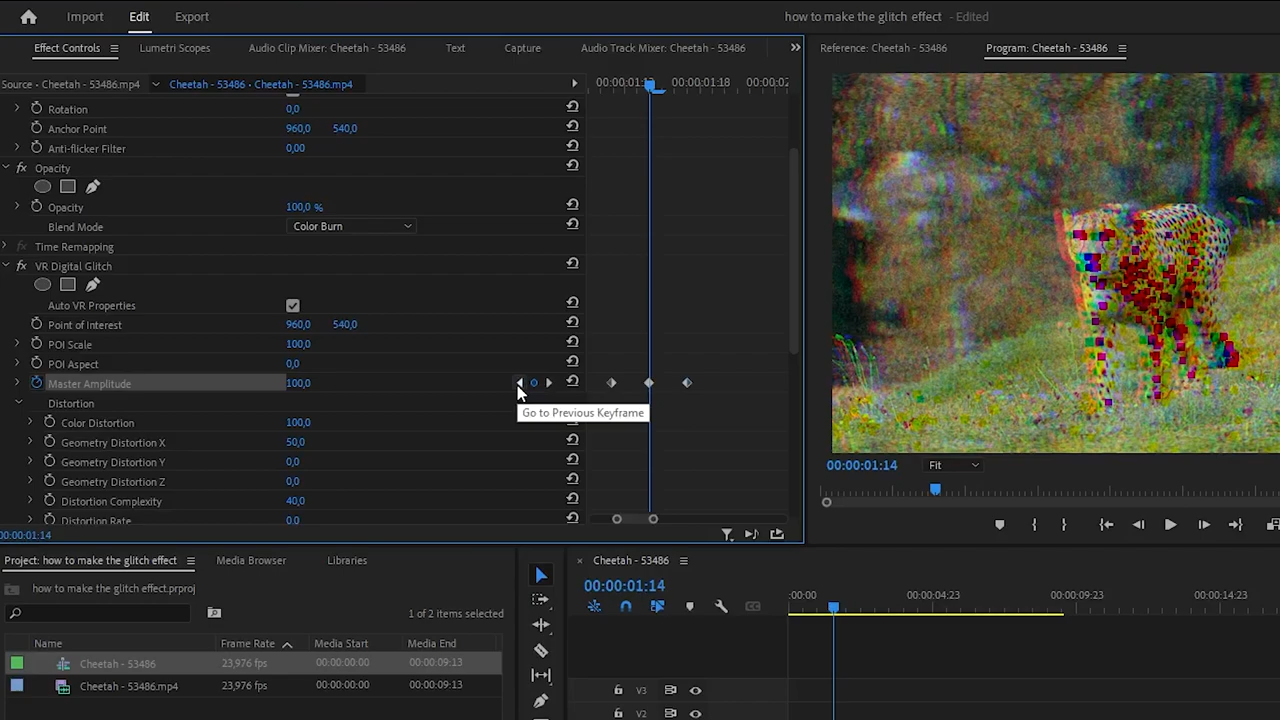 Import Edit Export how to make the glitch effect - Edited
Effect Controls Lumetri Scopes Audio Clip Mixer: Cheetah - 53486 Text Capture Audio Track Mixer: Cheetah - 53486 Reference: Cheetah - 53486 Program: Cheetah - 53486
Source - Cheetah - 53486.mp4 Cheetah - 53486 - Cheetah - 53486.mp4 00:00:00:01:18
Rotation 0,0
Anchor Point 960,0 540,0
Anti-flicker Filter 0,00
fx Opacity
Opacity 100,0 %
Blend Mode Color Burn
fx Time Remapping
fx VR Digital Glitch
Auto VR Properties
Point of Interest 960,0 540,0
POI Scale 100,0
POI Aspect 0,0
Master Amplitude 100,0
Distortion
Go to Previous Keyframe
Color Distortion 100,0
Geometry Distortion X 50,0
Geometry Distortion Y 0,0
00:00:01:14 Fit
Geometry Distortion Z 0,0
Distortion Complexity 40,0
Distortion Rate 0,0
00:00:01:14
Project: how to make the glitch effect Media Browser Libraries
how to make the glitch effect.prproj
1 of 2 items selected
Name Frame Rate Media Start Media End
Cheetah - 53486 23,976 fps 00:00:00:00 00:00:09:13
Cheetah - 53486.mp4 23,976 fps 00:00:00:00 00:00:09:13
× Cheetah - 53486
00:00:01:14
:00:00 00:00:04:23 00:00:09:23 00:00:14:23
V3
V2